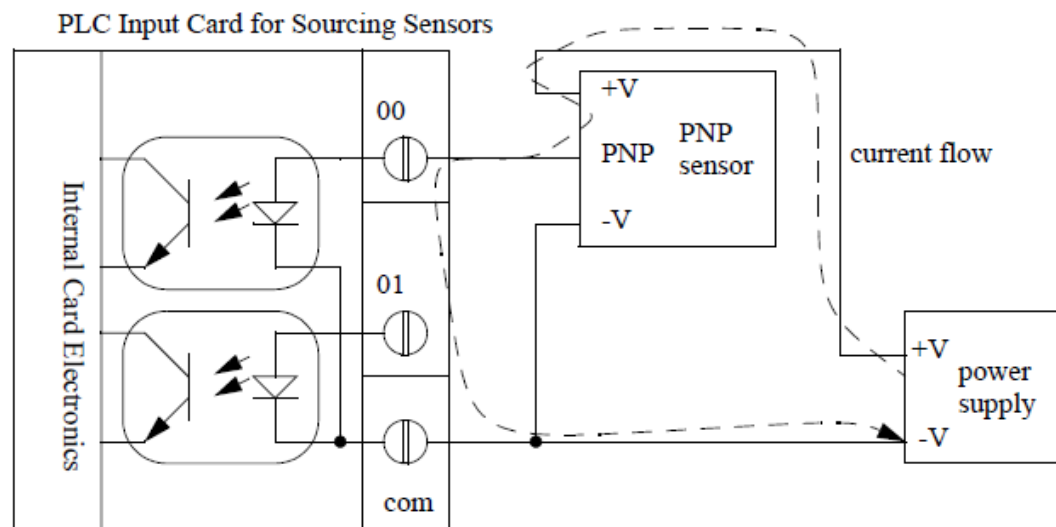 PLC Input Card for Sourcing Sensors
00
+V
PNP
PNP
sensor
current flow
-V
Internal Card Electronics
01
+V
power
supply
-V
com